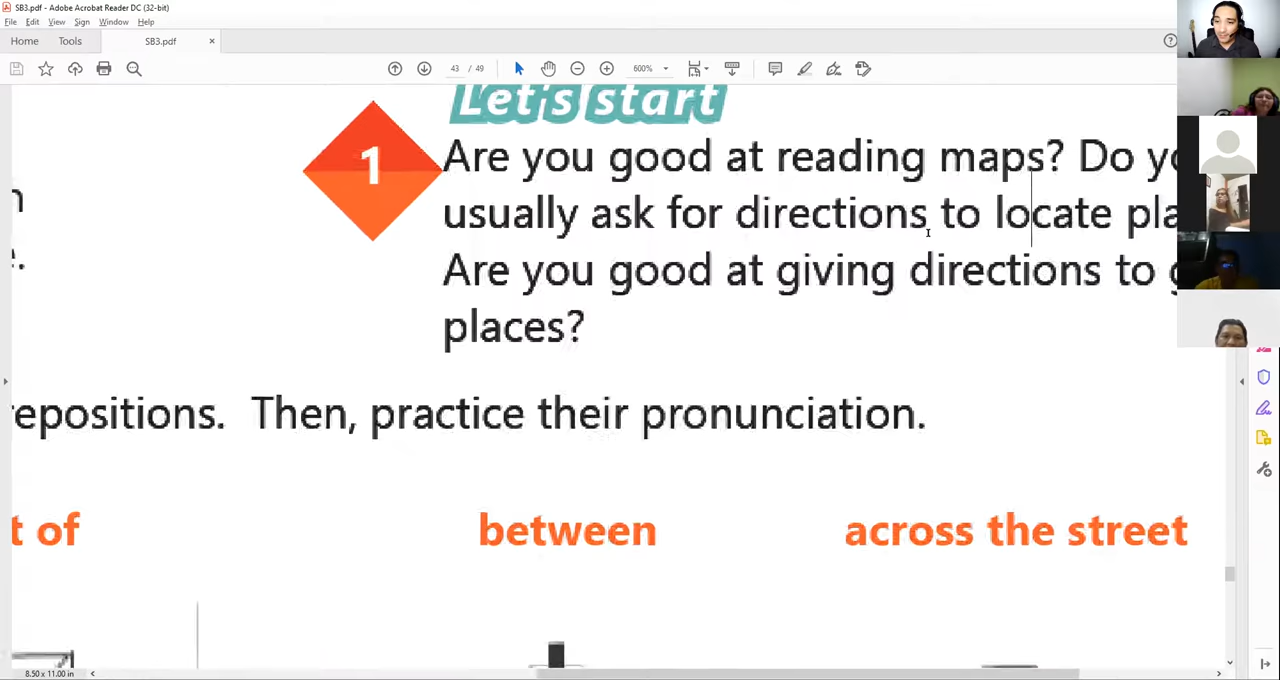 SB3.pdf - Adobe Acrobat Reader DC (32-bit)
File Edit View Sign Window Help
Home Tools SB3.pdf ×
43 / 49 600%
Let's start
1
Are you good at reading maps? Do
usually ask for directions to locate
Are you good at giving directions to
places?
Then, practice their pronunciation.
of between across the street
8.50 x 11.00 in